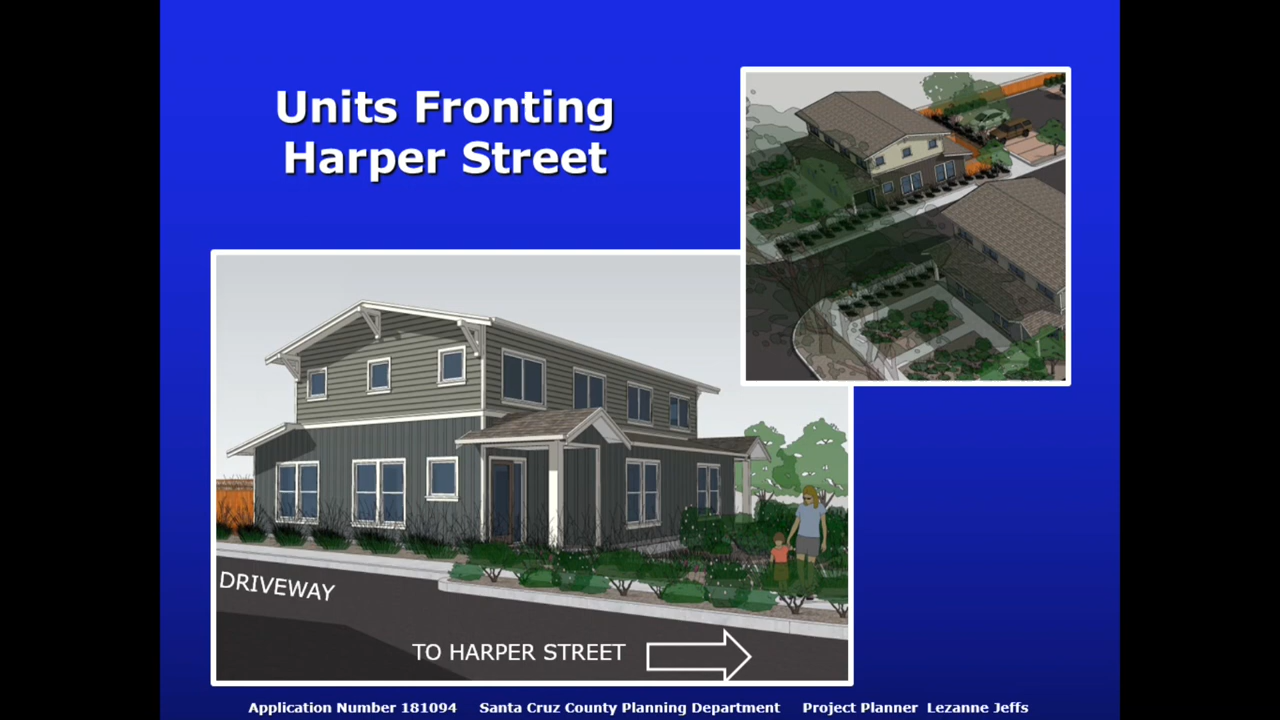 Units Fronting
Harper Street
DRIVEWAY
TO HARPER STREET
Application Number 181094 Santa Cruz County Planning Department Project Planner Lezanne Jeffs